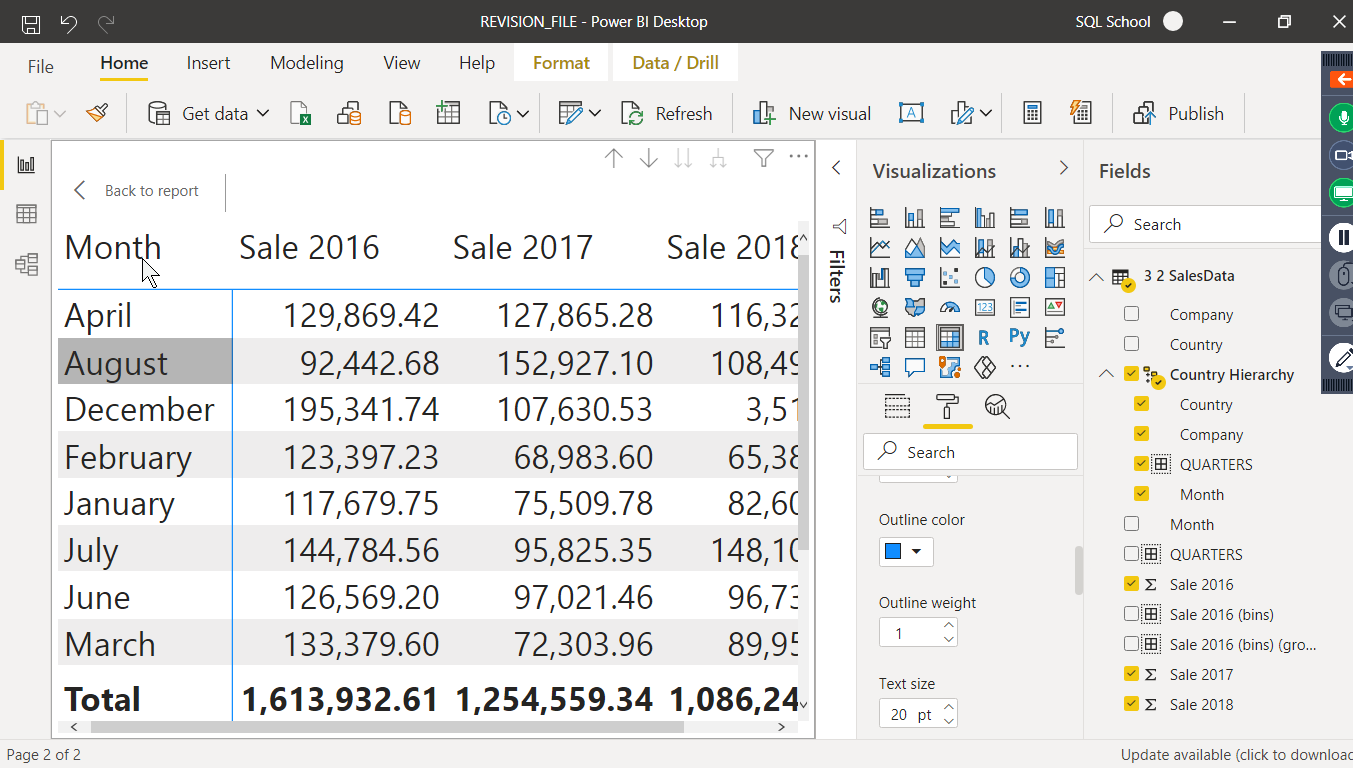 REVISION_FILE - Power BI Desktop
SQL School
File
Home
Insert
Modeling
View
Help
Format
Data / Drill
Get data
Refresh
New visual
Publish
Back to report
Month Sale 2016 Sale 2017 Sale 2018
April 129,869.42 127,865.28 116,32
August 92,442.68 152,927.10 108,49
December 195,341.74 107,630.53 3,51
February 123,397.23 68,983.60 65,38
January 117,679.75 75,509.78 82,60
July 144,784.56 95,825.35 148,10
June 126,569.20 97,021.46 96,73
March 133,379.60 72,303.96 89,95
Total 1,613,932.61 1,254,559.34 1,086,24
Filters
Visualizations
123
R
Py
Search
Outline color
Outline weight
1
Text size
20 pt
Fields
Search
3 2 SalesData
Company
Country
Country Hierarchy
Country
Company
QUARTERS
Month
Month
QUARTERS
Σ Sale 2016
Sale 2016 (bins)
Sale 2016 (bins) (gro...
Σ Sale 2017
Σ Sale 2018
Page 2 of 2
Update available (click to download